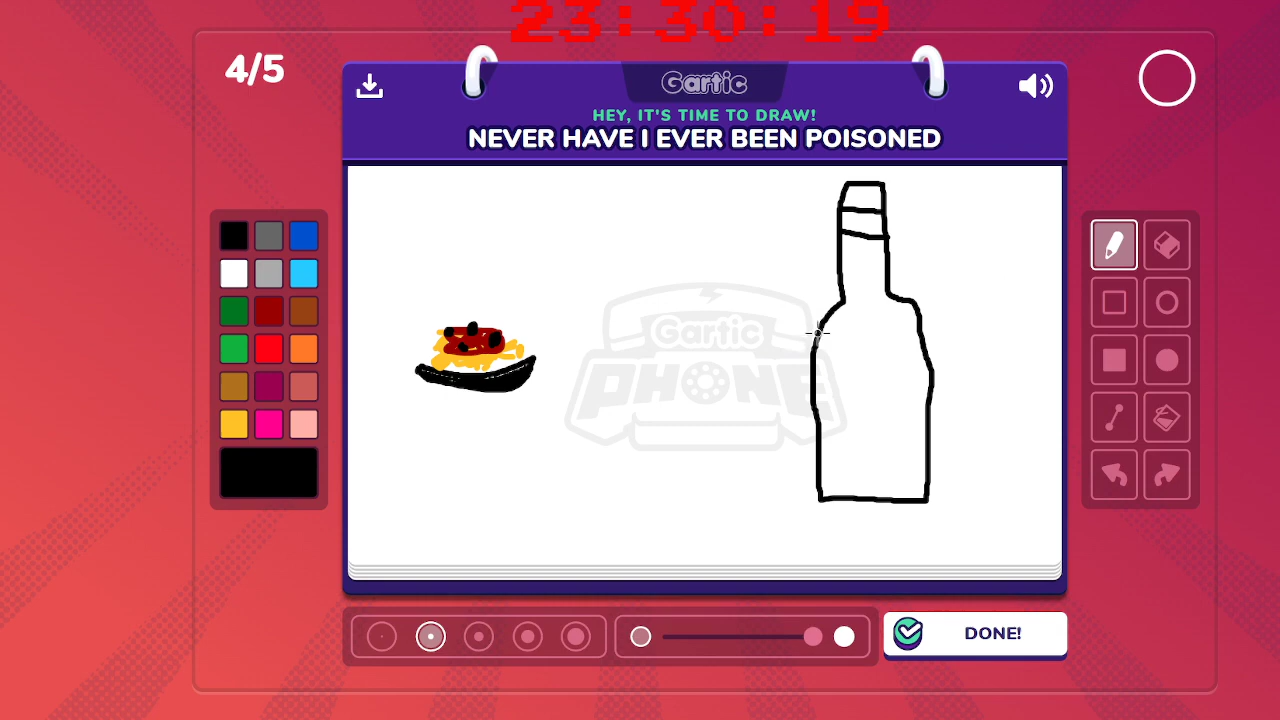 23:30:19
4/5
Gartic
HEY, IT'S TIME TO DRAW!
NEVER HAVE I EVER BEEN POISONED
Gartic
PHONE
DONE!